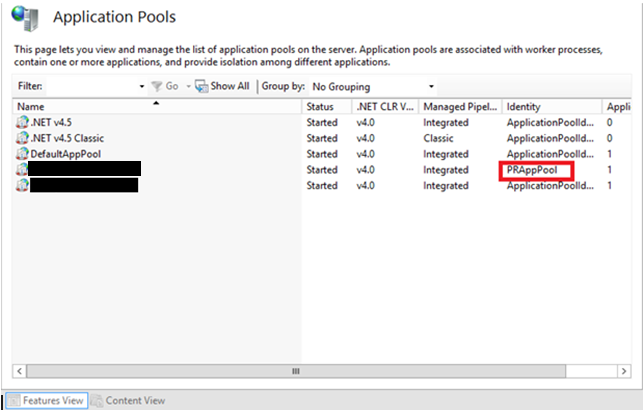 Application Pools
This page lets you view and manage the list of application pools on the server. Application pools are associated with worker processes,
contain one or more applications, and provide isolation among different applications.
Filter: Go Show All Group by: No Grouping
Name Status .NET CLR V... Managed Pipel... Identity Appli
.NET v4.5 Started v4.0 Integrated ApplicationPoolId... 0
.NET v4.5 Classic Started v4.0 Classic ApplicationPoolId... 0
DefaultAppPool Started v4.0 Integrated ApplicationPoolId... 1
Started v4.0 Integrated PRAppPool 1
Started v4.0 Integrated ApplicationPoolId... 1
Features View Content View